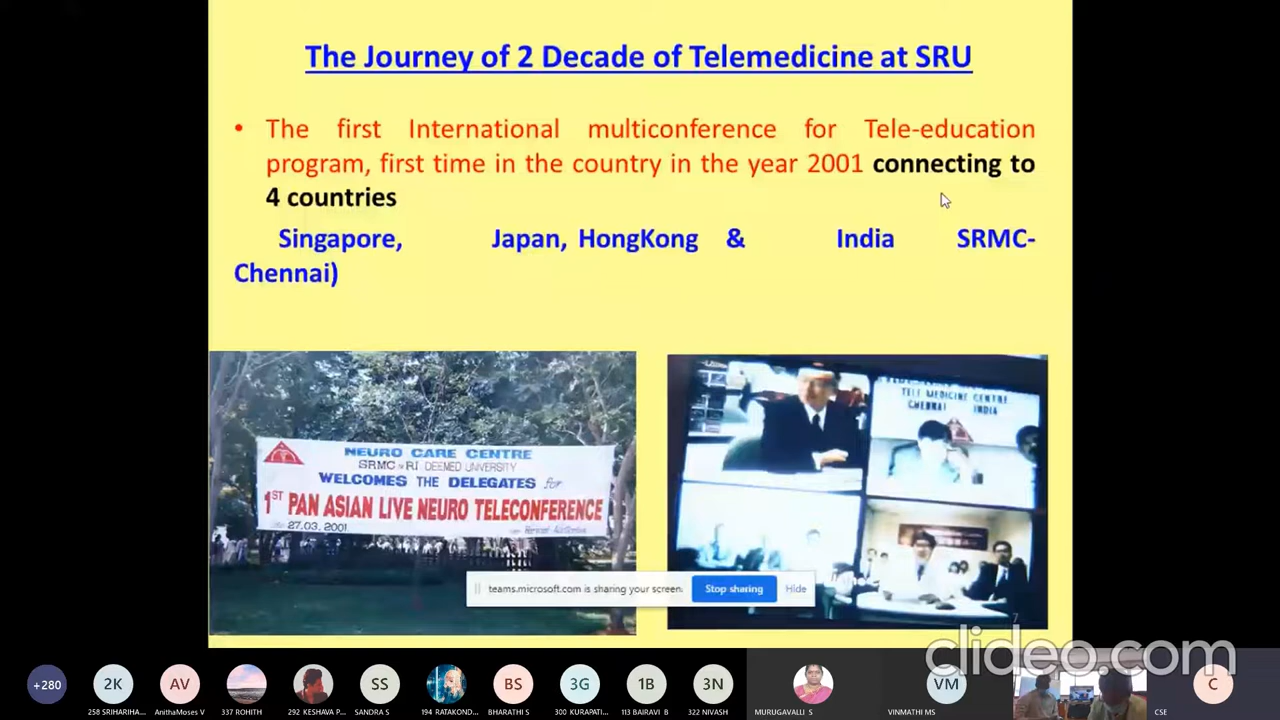 The Journey of 2 Decade of Telemedicine at SRU
• The first International multiconference for Tele-education
program, first time in the country in the year 2001 connecting to
4 countries
Singapore, Japan, HongKong & India SRMC-
Chennai)
NEURO CARE CENTRE
SRMC RI DEEMED UNIVERSITY
WELCOMES THE DELEGATES for
1ST PAN ASIAN LIVE NEURO TELECONFERENCE
27.03.2001
TELE MEDICINE CENTRE
CHENNAI INDIA
teams.microsoft.com is sharing your screen.
Stop sharing
Hide
7
clideo.com
+280
2K
AV
SS
BS
3G
1B
3N
VM
C
258 SRIHARIHA...
AnithaMoses V
337 ROHITH
292 KESHAVA P...
SANDRA S
194 RATAKOND...
BHARATHI S
300 KURAPATI...
113 BAIRAVI B
322 NIVASH
MURUGAVALLI S
VINMATHI MS
CSE